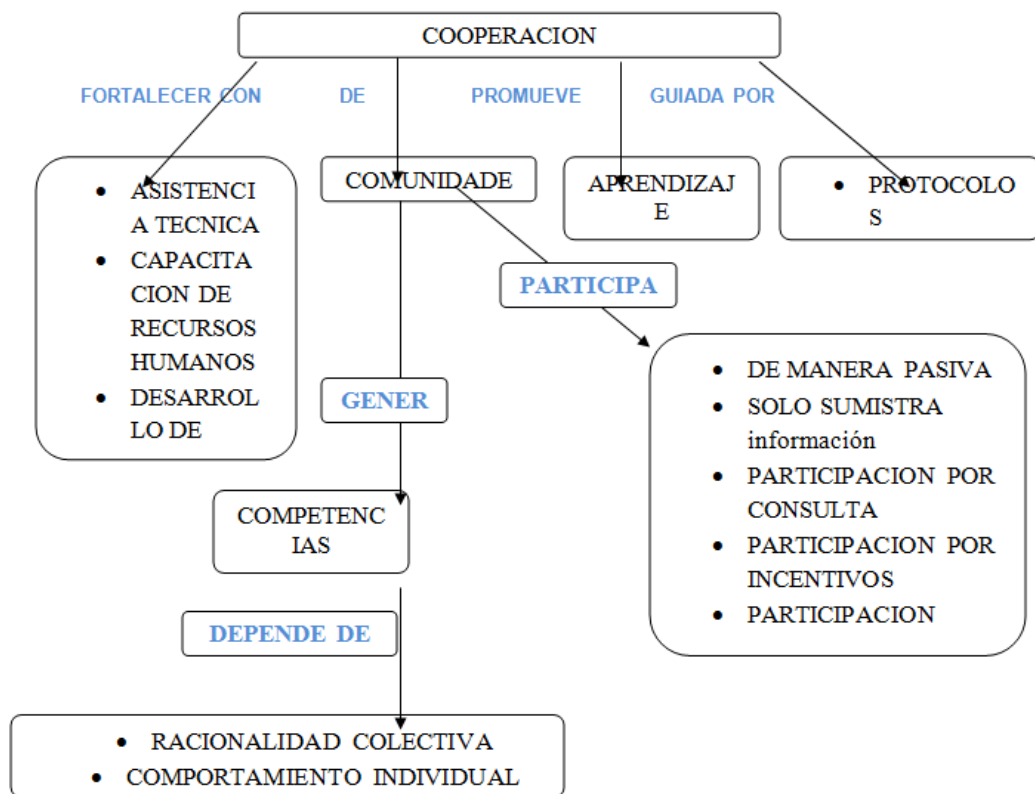 COOPERACION
FORTALECER CON
DE
PROMUEVE
GUIADA POR
• ASISTENCI
A TECNICA
• CAPACITA
CION DE
RECURSOS
HUMANOS
• DESARROL
LO DE
COMUNIDADE
APRENDIZAJ
E
• PROTOCOLO
S
PARTICIPA
• DE MANERA PASIVA
• SOLO SUMISTRA
información
• PARTICIPACION POR
CONSULTA
• PARTICIPACION POR
INCENTIVOS
• PARTICIPACION
GENER
COMPETENC
IAS
DEPENDE DE
• RACIONALIDAD COLECTIVA
• COMPORTAMIENTO INDIVIDUAL